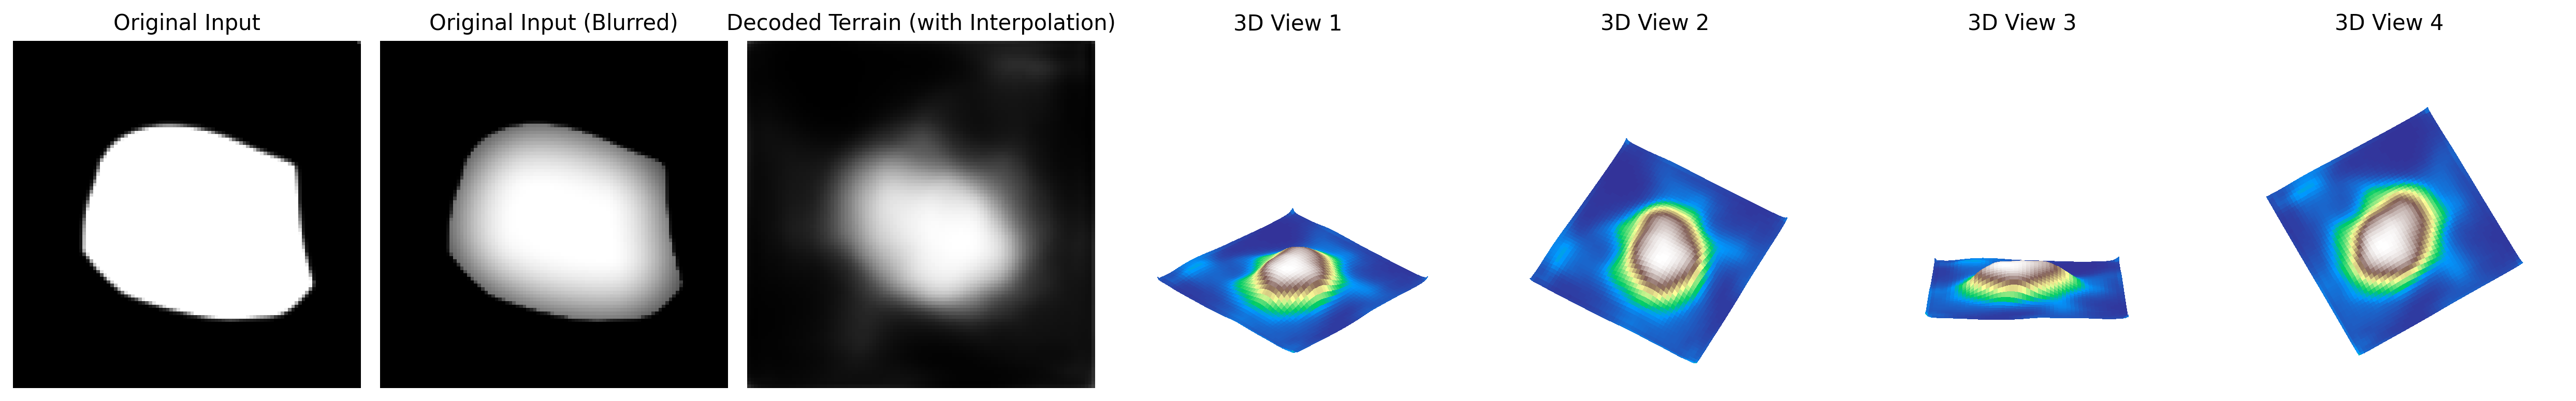 Original Input
Original Input (Blurred)
Decoded Terrain (with Interpolation)
3D View 1
3D View 2
3D View 3
3D View 4